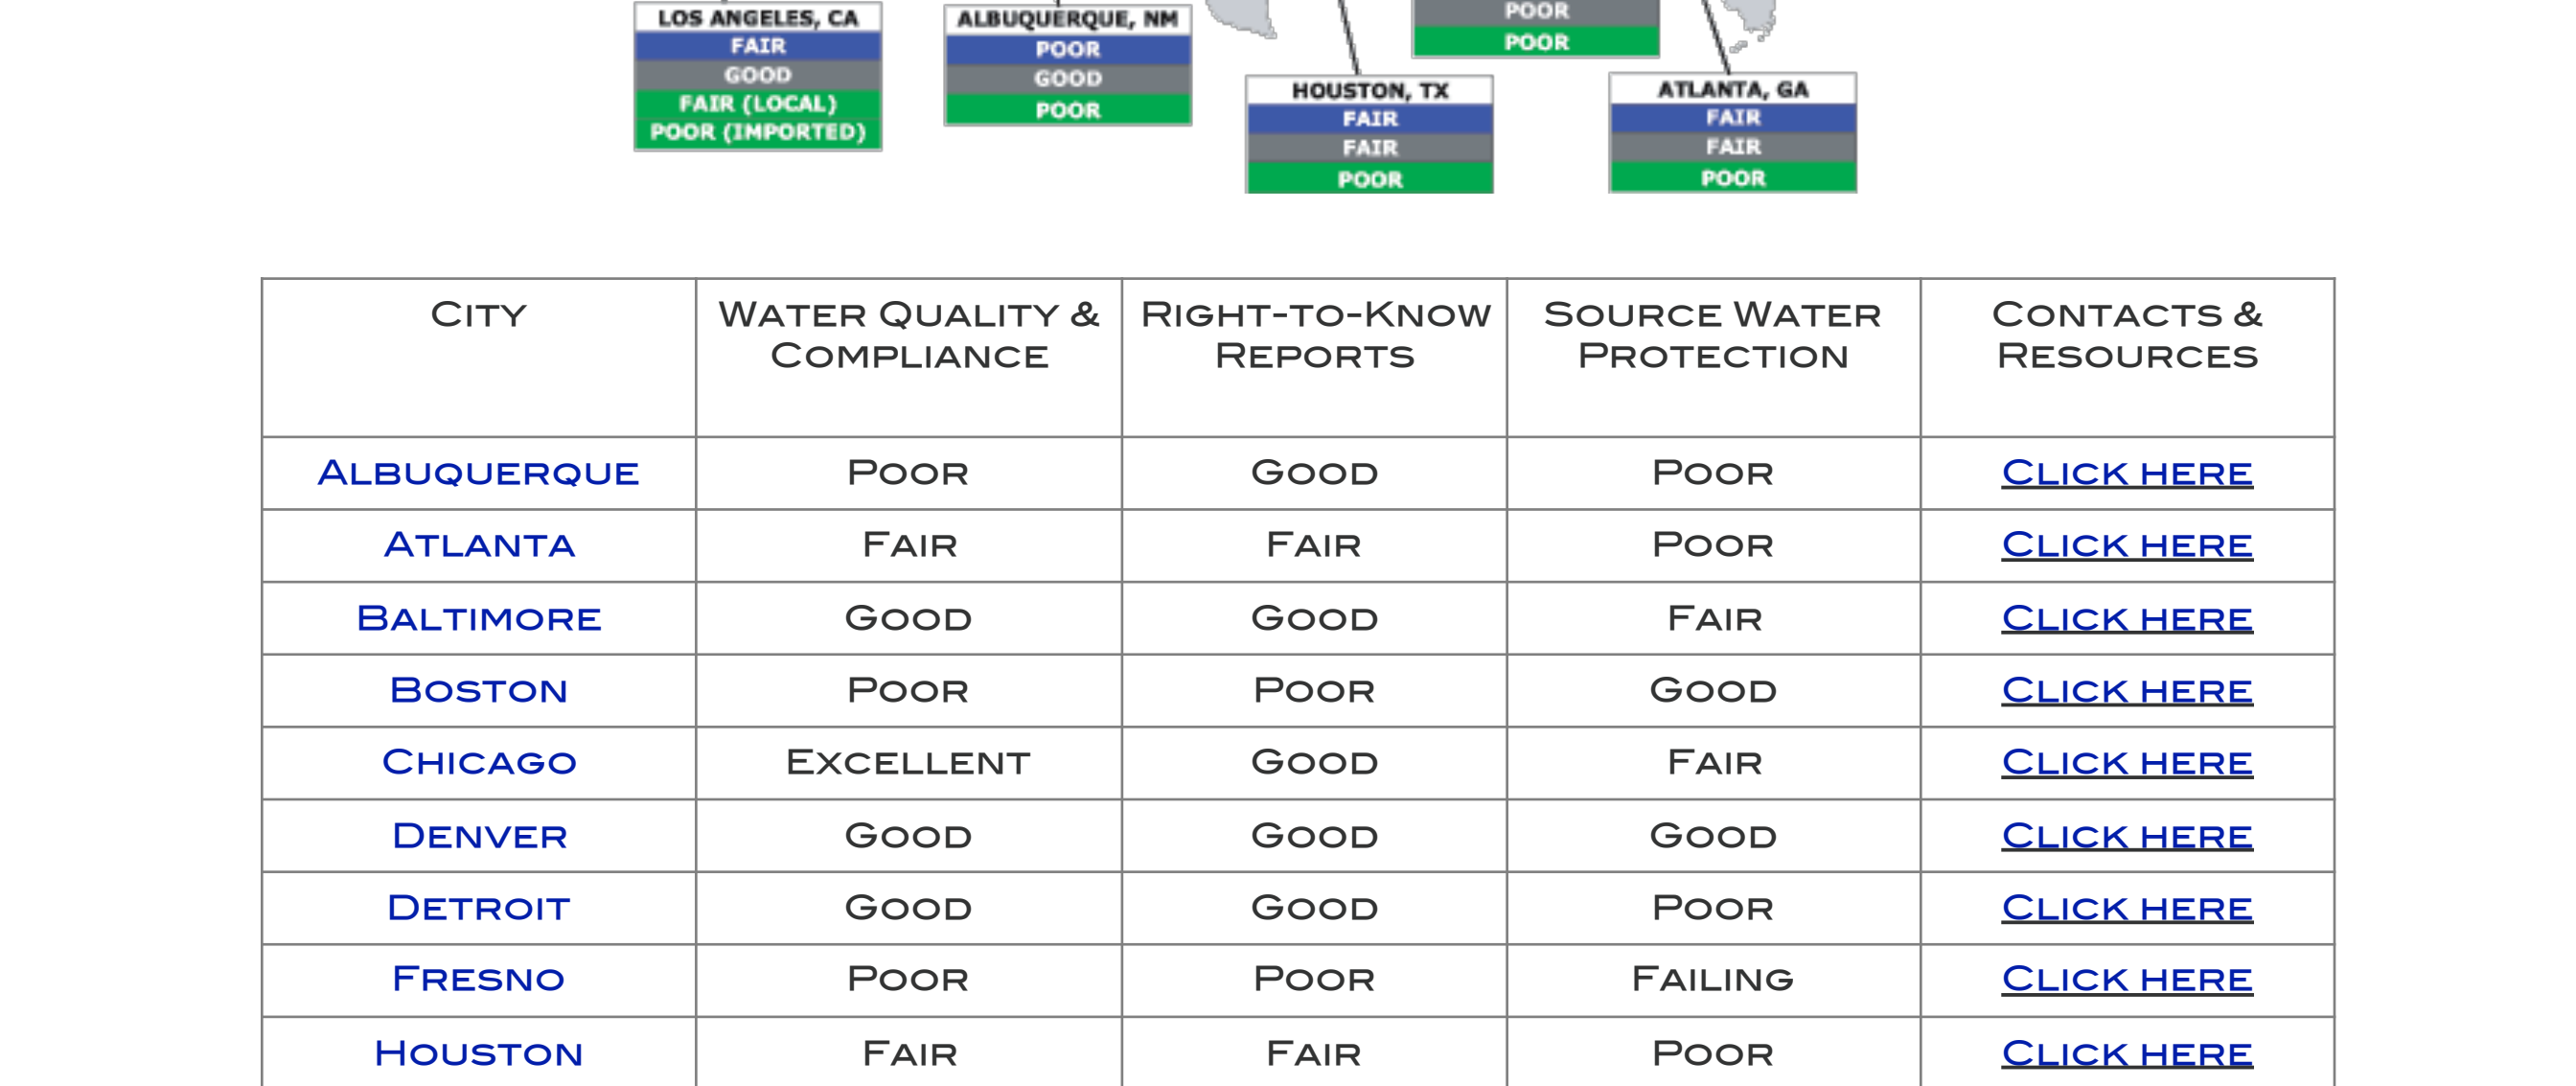 LOS ANGELES, CA
FAIR
GOOD
FAIR (LOCAL)
POOR (IMPORTED)
ALBUQUERQUE, NM
POOR
GOOD
POOR
POOR
POOR
HOUSTON, TX
FAIR
FAIR
POOR
ATLANTA, GA
FAIR
FAIR
POOR
City Water Quality & Right-to-Know Source Water Contacts &
Compliance Reports Protection Resources
Albuquerque Poor Good Poor Click here
Atlanta Fair Fair Poor Click here
Baltimore Good Good Fair Click here
Boston Poor Poor Good Click here
Chicago Excellent Good Fair Click here
Denver Good Good Good Click here
Detroit Good Good Poor Click here
Fresno Poor Poor Failing Click here
Houston Fair Fair Poor Click here